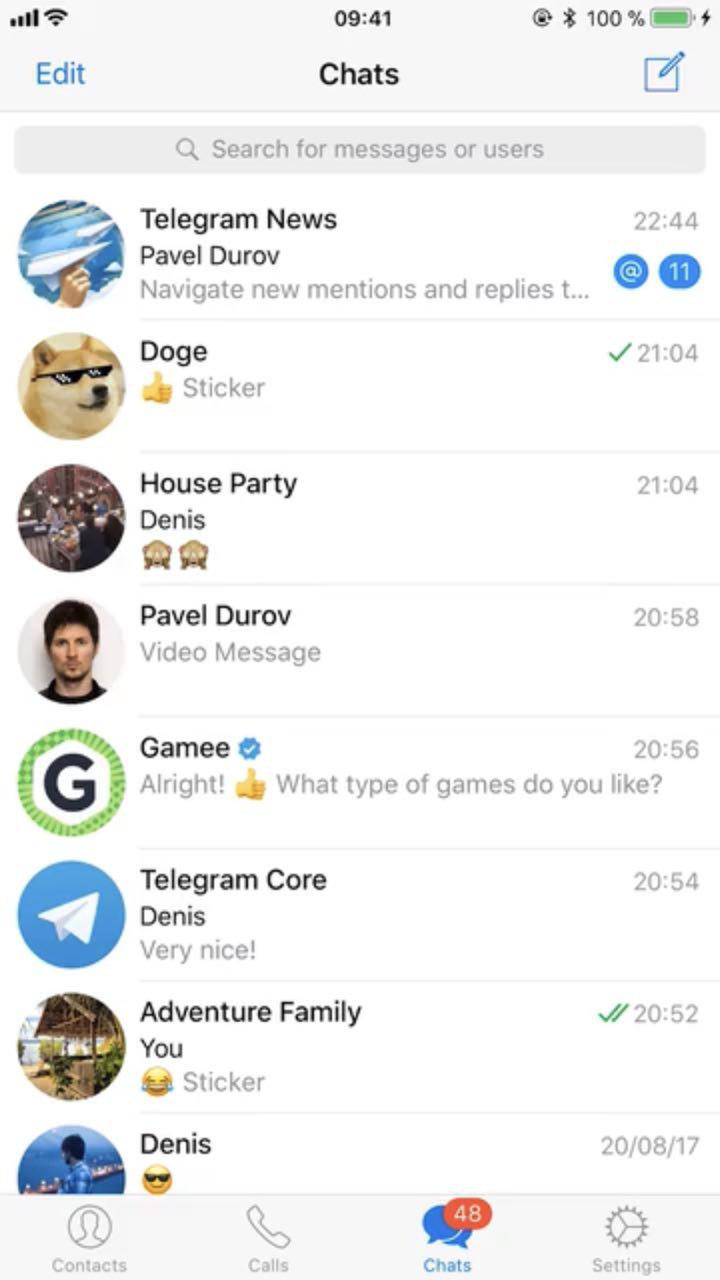 09:41
100 %
Edit
Chats
Search for messages or users
Telegram News
22:44
Pavel Durov
@ 11
Navigate new mentions and replies t...
Doge
21:04
👍 Sticker
House Party
21:04
Denis
🙈🙈
Pavel Durov
20:58
Video Message
Gamee
20:56
G
Alright! 👍 What type of games do you like?
Telegram Core
20:54
Denis
Very nice!
Adventure Family
20:52
You
😂 Sticker
Denis
20/08/17
😎
48
Contacts
Calls
Chats
Settings